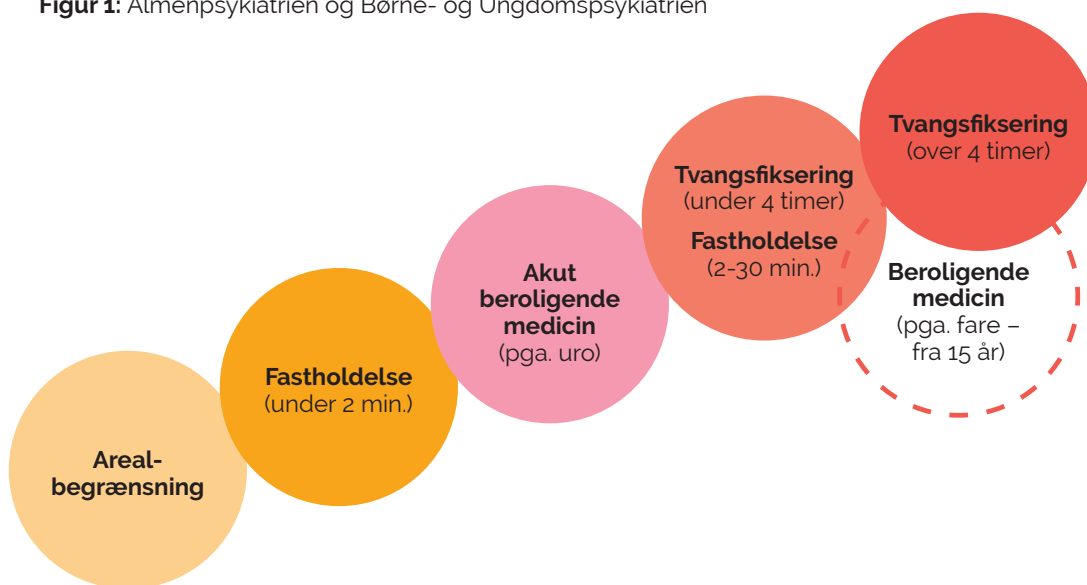 Figur 1: Almenpsykiatrien og Børne- og Ungdomspsykiatrien
Tvangsfiksering
(over 4 timer)
Tvangsfiksering
(under 4 timer)
Fastholdelse
(2-30 min.)
Beroligende
medicin
(pga. fare –
fra 15 år)
Akut
beroligende
medicin
(pga. uro)
Fastholdelse
(under 2 min.)
Areal-
begrænsning